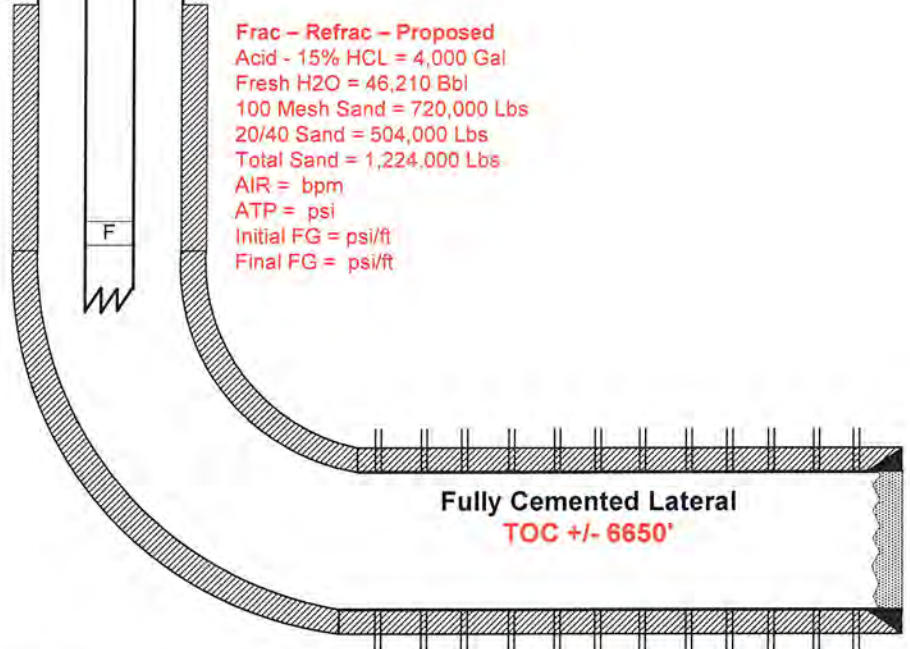 Frac – Refrac – Proposed
Acid - 15% HCL = 4,000 Gal
Fresh H2O = 46,210 Bbl
100 Mesh Sand = 720,000 Lbs
20/40 Sand = 504,000 Lbs
Total Sand = 1,224,000 Lbs
AIR = bpm
ATP = psi
Initial FG = psi/ft
Final FG = psi/ft
F
Fully Cemented Lateral
TOC +/- 6650'